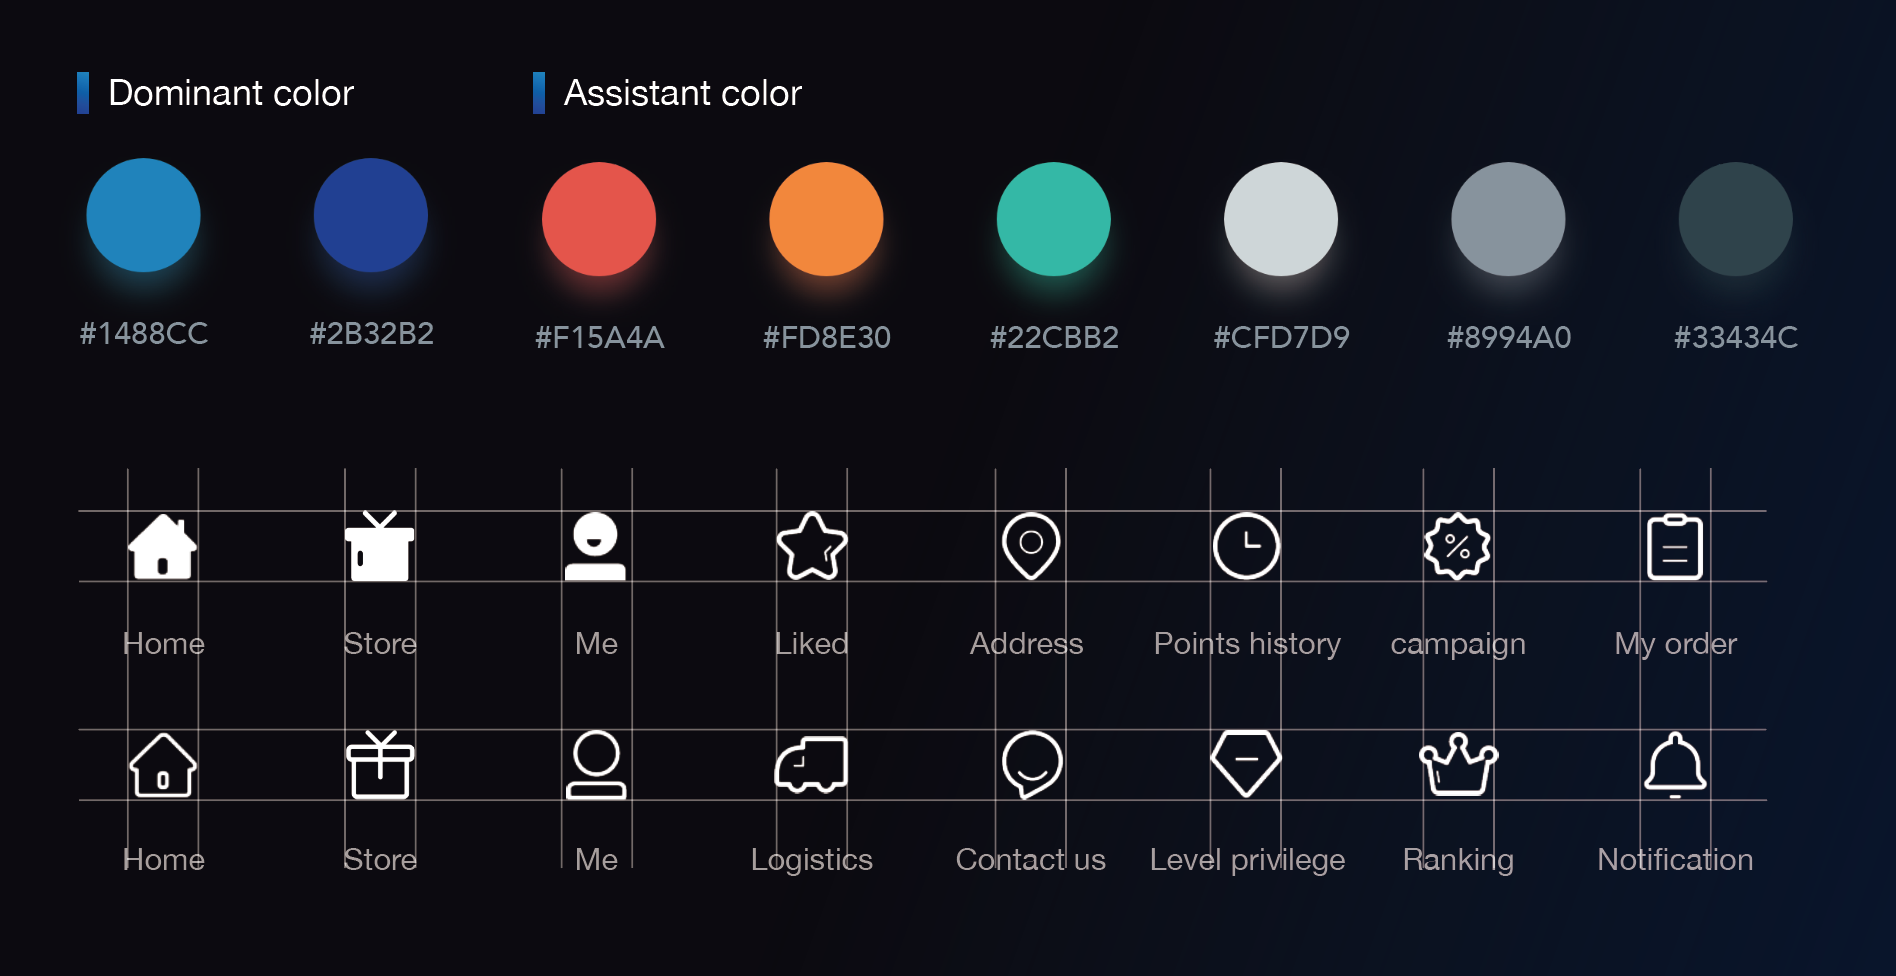 Dominant color
Assistant color
#1488CC
#2B32B2
#F15A4A
#FD8E30
#22CBB2
#CFD7D9
#8994A0
#33434C
Home
Store
Me
Liked
Address
Points history
campaign
My order
Home
Store
Me
Logistics
Contact us
Level privilege
Ranking
Notification